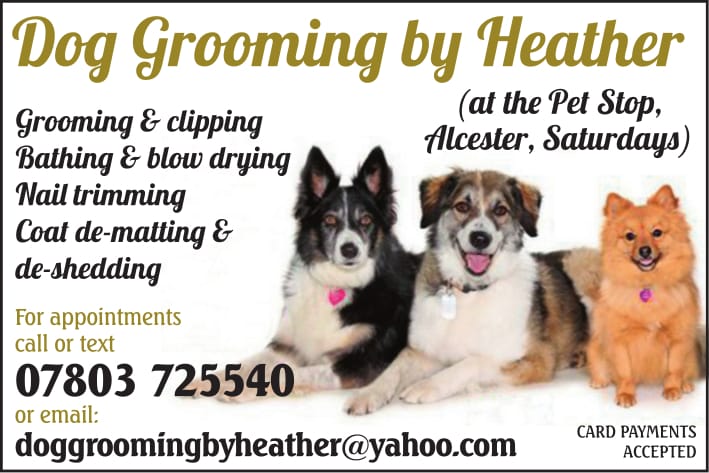 Dog Grooming by Heather
(at the Pet Stop,
Alcester, Saturdays)
Grooming & clipping
Bathing & blow drying
Nail trimming
Coat de-matting &
de-shedding
For appointments
call or text
07803 725540
or email:
doggroomingbyheather@yahoo.com
CARD PAYMENTS
ACCEPTED